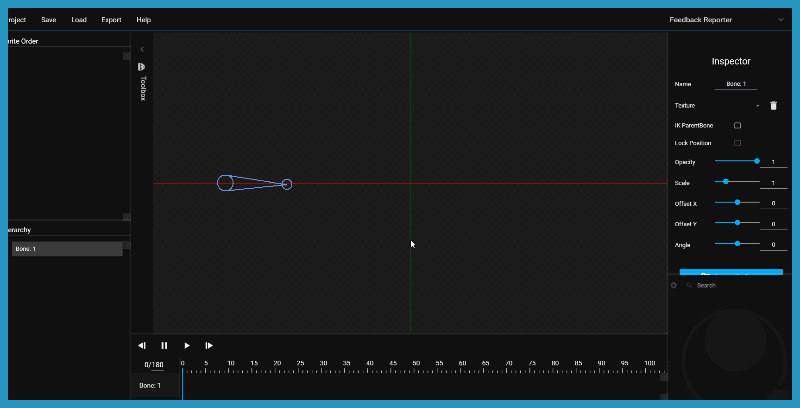 roject Save Load Export Help Feedback Reporter
rite Order
Toolbox
erarchy
Bone: 1
Inspector
Name Bone: 1
Texture
IK ParentBone
Lock Position
Opacity 1
Scale 1
Offset X 0
Offset Y 0
Angle 0
Search
0/180 0 5 10 15 20 25 30 35 40 45 50 55 60 65 70 75 80 85 90 95 100
Bone: 1